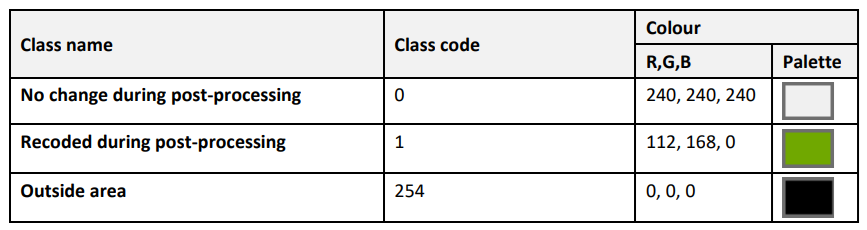 Class name Class code Colour
R,G,B Palette
No change during post-processing 0 240, 240, 240
Recoded during post-processing 1 112, 168, 0
Outside area 254 0, 0, 0